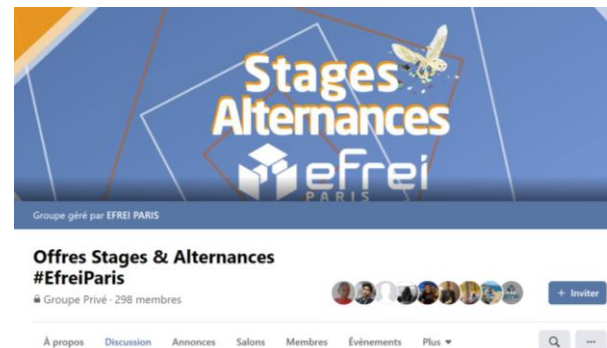 Stages
Alternances
efrei
PARIS
Groupe géré par EFREI PARIS
Offres Stages & Alternances
#EfreiParis
Groupe Privé · 298 membres
+ Inviter
À propos Discussion Annonces Salons Membres Évènements Plus